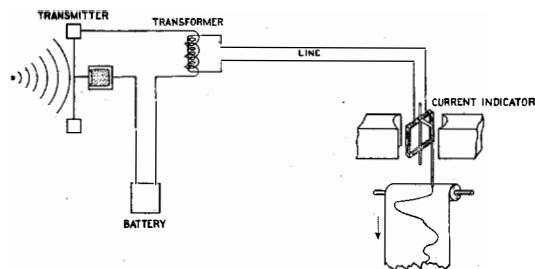 TRANSMITTER
TRANSFORMER
LINE
CURRENT INDICATOR
BATTERY